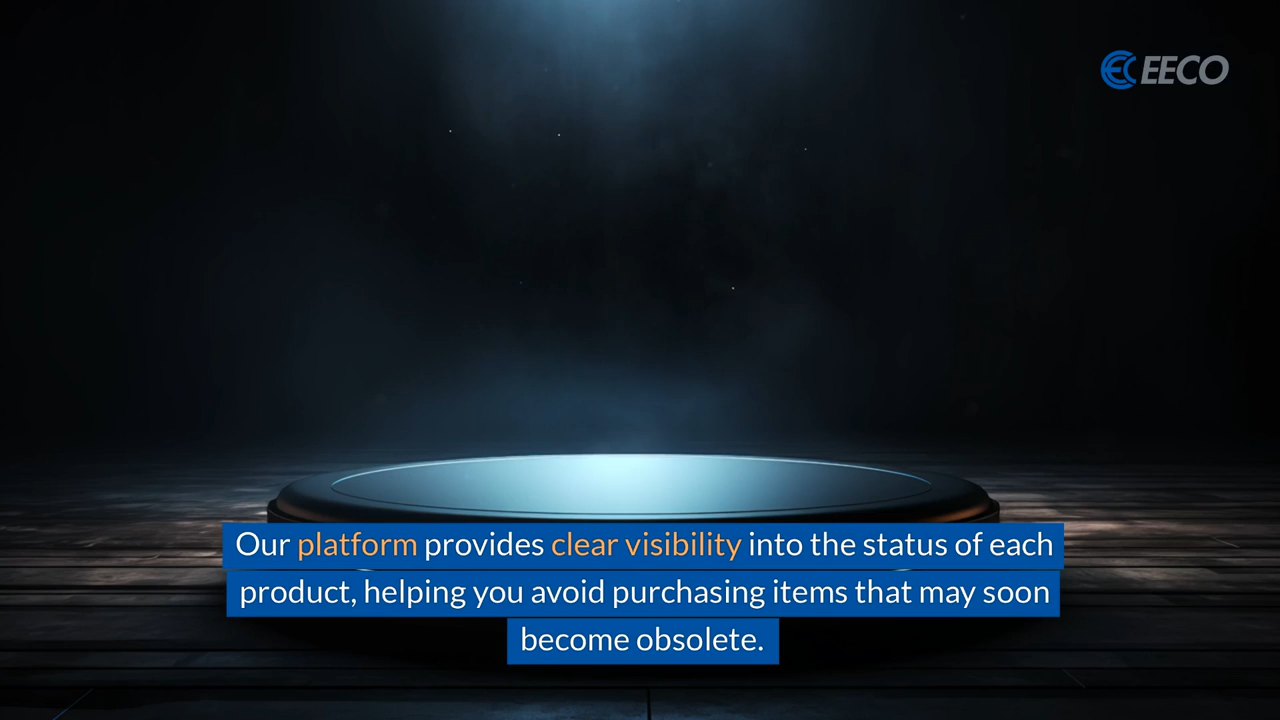 EECO
Our platform provides clear visibility into the status of each
product, helping you avoid purchasing items that may soon
become obsolete.